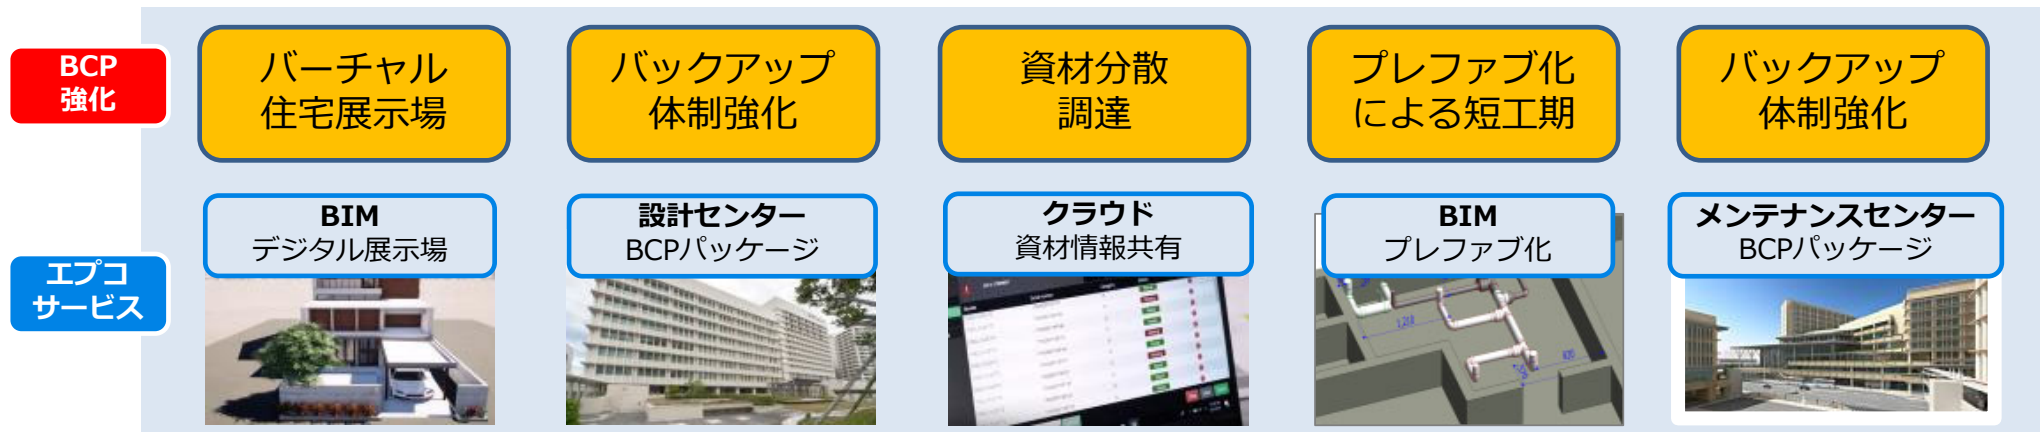 BCP
強化
バーチャル
住宅展示場
バックアップ
体制強化
資材分散
調達
プレファブ化
による短工期
バックアップ
体制強化
エプコ
サービス
BIM
デジタル展示場
設計センター
BCPパッケージ
クラウド
資材情報共有
BIM
プレファブ化
メンテナンスセンター
BCPパッケージ